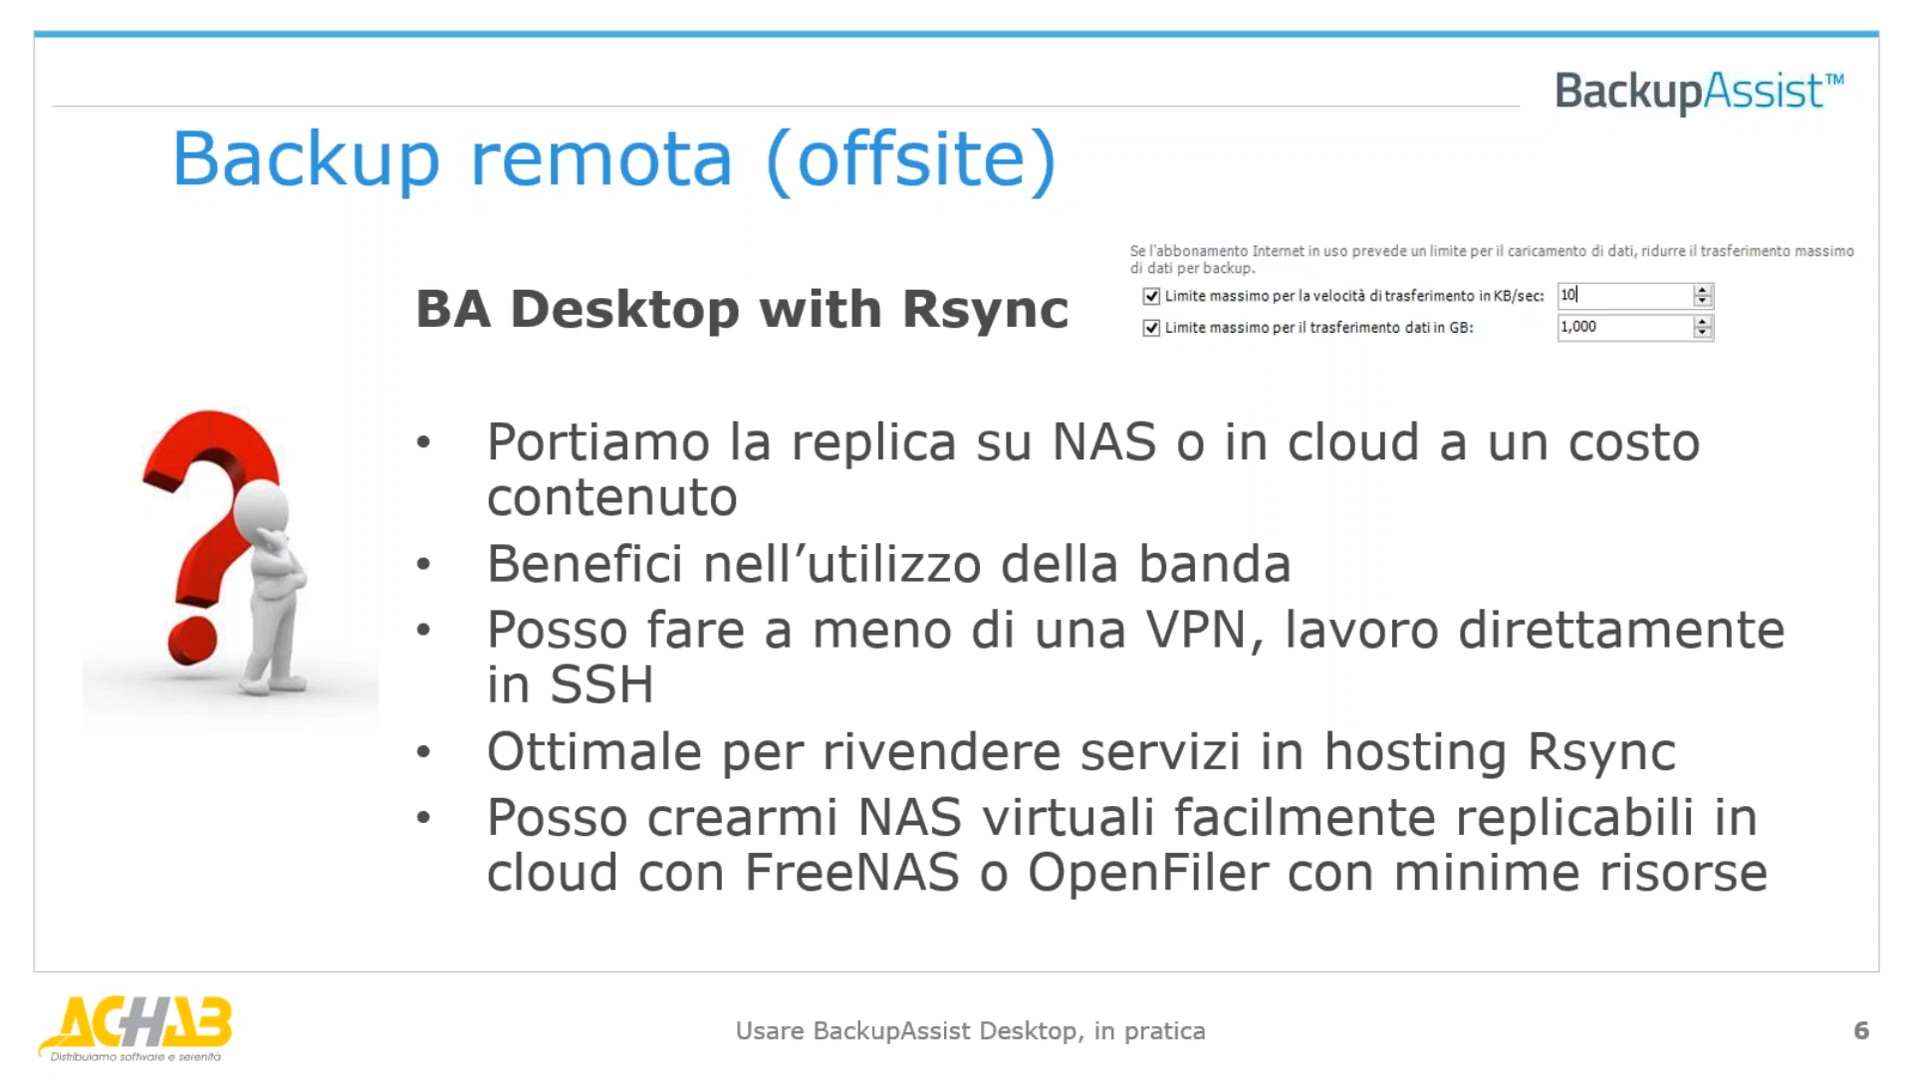 BackupAssist™
Backup remota (offsite)
Se l'abbonamento Internet in uso prevede un limite per il caricamento di dati, ridurre il trasferimento massimo
di dati per backup.
BA Desktop with Rsync
Limite massimo per la velocità di trasferimento in KB/sec: 10
Limite massimo per il trasferimento dati in GB: 1,000
• Portiamo la replica su NAS o in cloud a un costo
contenuto
• Benefici nell’utilizzo della banda
• Posso fare a meno di una VPN, lavoro direttamente
in SSH
• Ottimale per rivendere servizi in hosting Rsync
• Posso crearmi NAS virtuali facilmente replicabili in
cloud con FreeNAS o OpenFiler con minime risorse
ACHAB
Distribuiamo software e serenità
Usare BackupAssist Desktop, in pratica
6